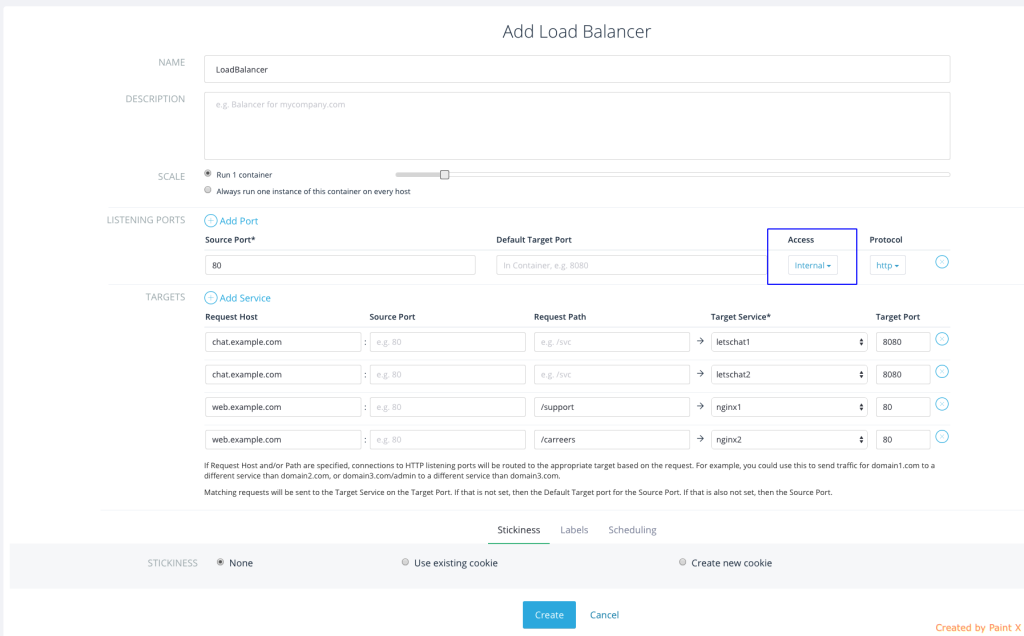 Add Load Balancer
NAME
LoadBalancer
DESCRIPTION
e.g. Balancer for mycompany.com
SCALE
Run 1 container
Always run one instance of this container on every host
LISTENING PORTS
Add Port
Source Port* Default Target Port Access Protocol
80 In Container, e.g. 8080 Internal http
TARGETS
Add Service
Request Host Source Port Request Path Target Service* Target Port
chat.example.com : e.g. 80 e.g. /svc → letschat1 8080
chat.example.com : e.g. 80 e.g. /svc → letschat2 8080
web.example.com : e.g. 80 /support → nginx1 80
web.example.com : e.g. 80 /carreers → nginx2 80
If Request Host and/or Path are specified, connections to HTTP listening ports will be routed to the appropriate target based on the request. For example, you could use this to send traffic for domain1.com to a
different service than domain2.com, or domain3.com/admin to a different service than domain3.com.
Matching requests will be sent to the Target Service on the Target Port. If that is not set, then the Default Target port for the Source Port. If that is also not set, then the Source Port.
Stickiness Labels Scheduling
STICKINESS None Use existing cookie Create new cookie
Create Cancel
Created by Paint X